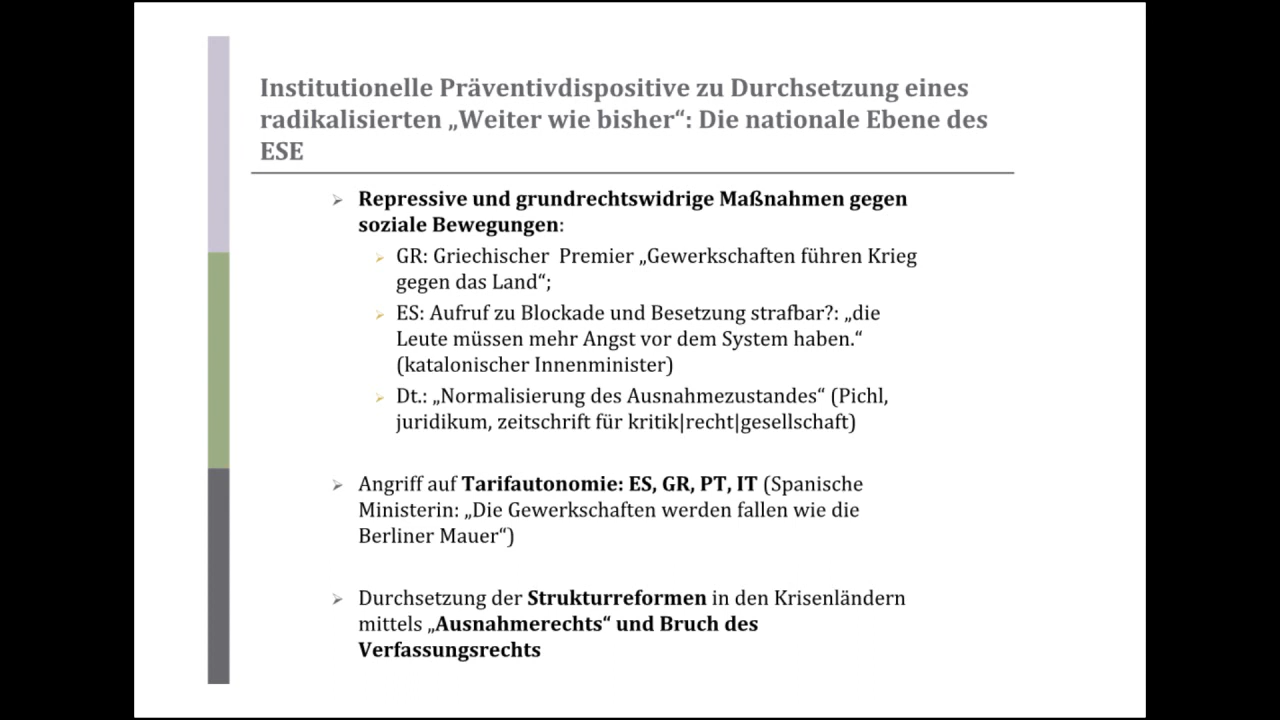 Institutionelle Präventivdispositive zu Durchsetzung eines
radikalisierten „Weiter wie bisher“: Die nationale Ebene des
ESE
Repressive und grundrechtswidrige Maßnahmen gegen
soziale Bewegungen:
GR: Griechischer Premier „Gewerkschaften führen Krieg
gegen das Land“;
ES: Aufruf zu Blockade und Besetzung strafbar?: „die
Leute müssen mehr Angst vor dem System haben.“
(katalonischer Innenminister)
Dt.: „Normalisierung des Ausnahmezustandes“ (Pichl,
juridikum, zeitschrift für kritik|recht|gesellschaft)
Angriff auf Tarifautonomie: ES, GR, PT, IT (Spanische
Ministerin: „Die Gewerkschaften werden fallen wie die
Berliner Mauer“)
Durchsetzung der Strukturreformen in den Krisenländern
mittels „Ausnahmerechts“ und Bruch des
Verfassungsrechts